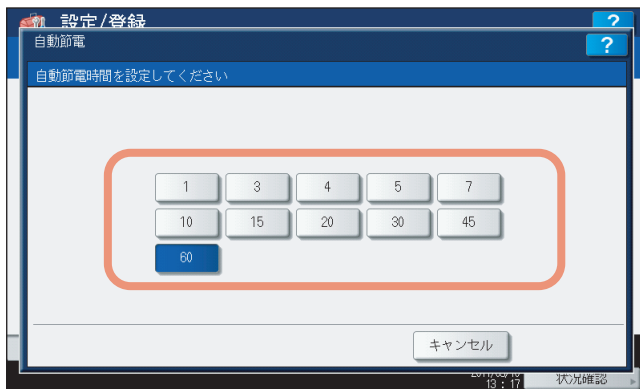 設定/登録 ?
自動節電 ?
自動節電時間を設定してください
1 3 4 5 7
10 15 20 30 45
60
キャンセル
13 : 17 状況確認